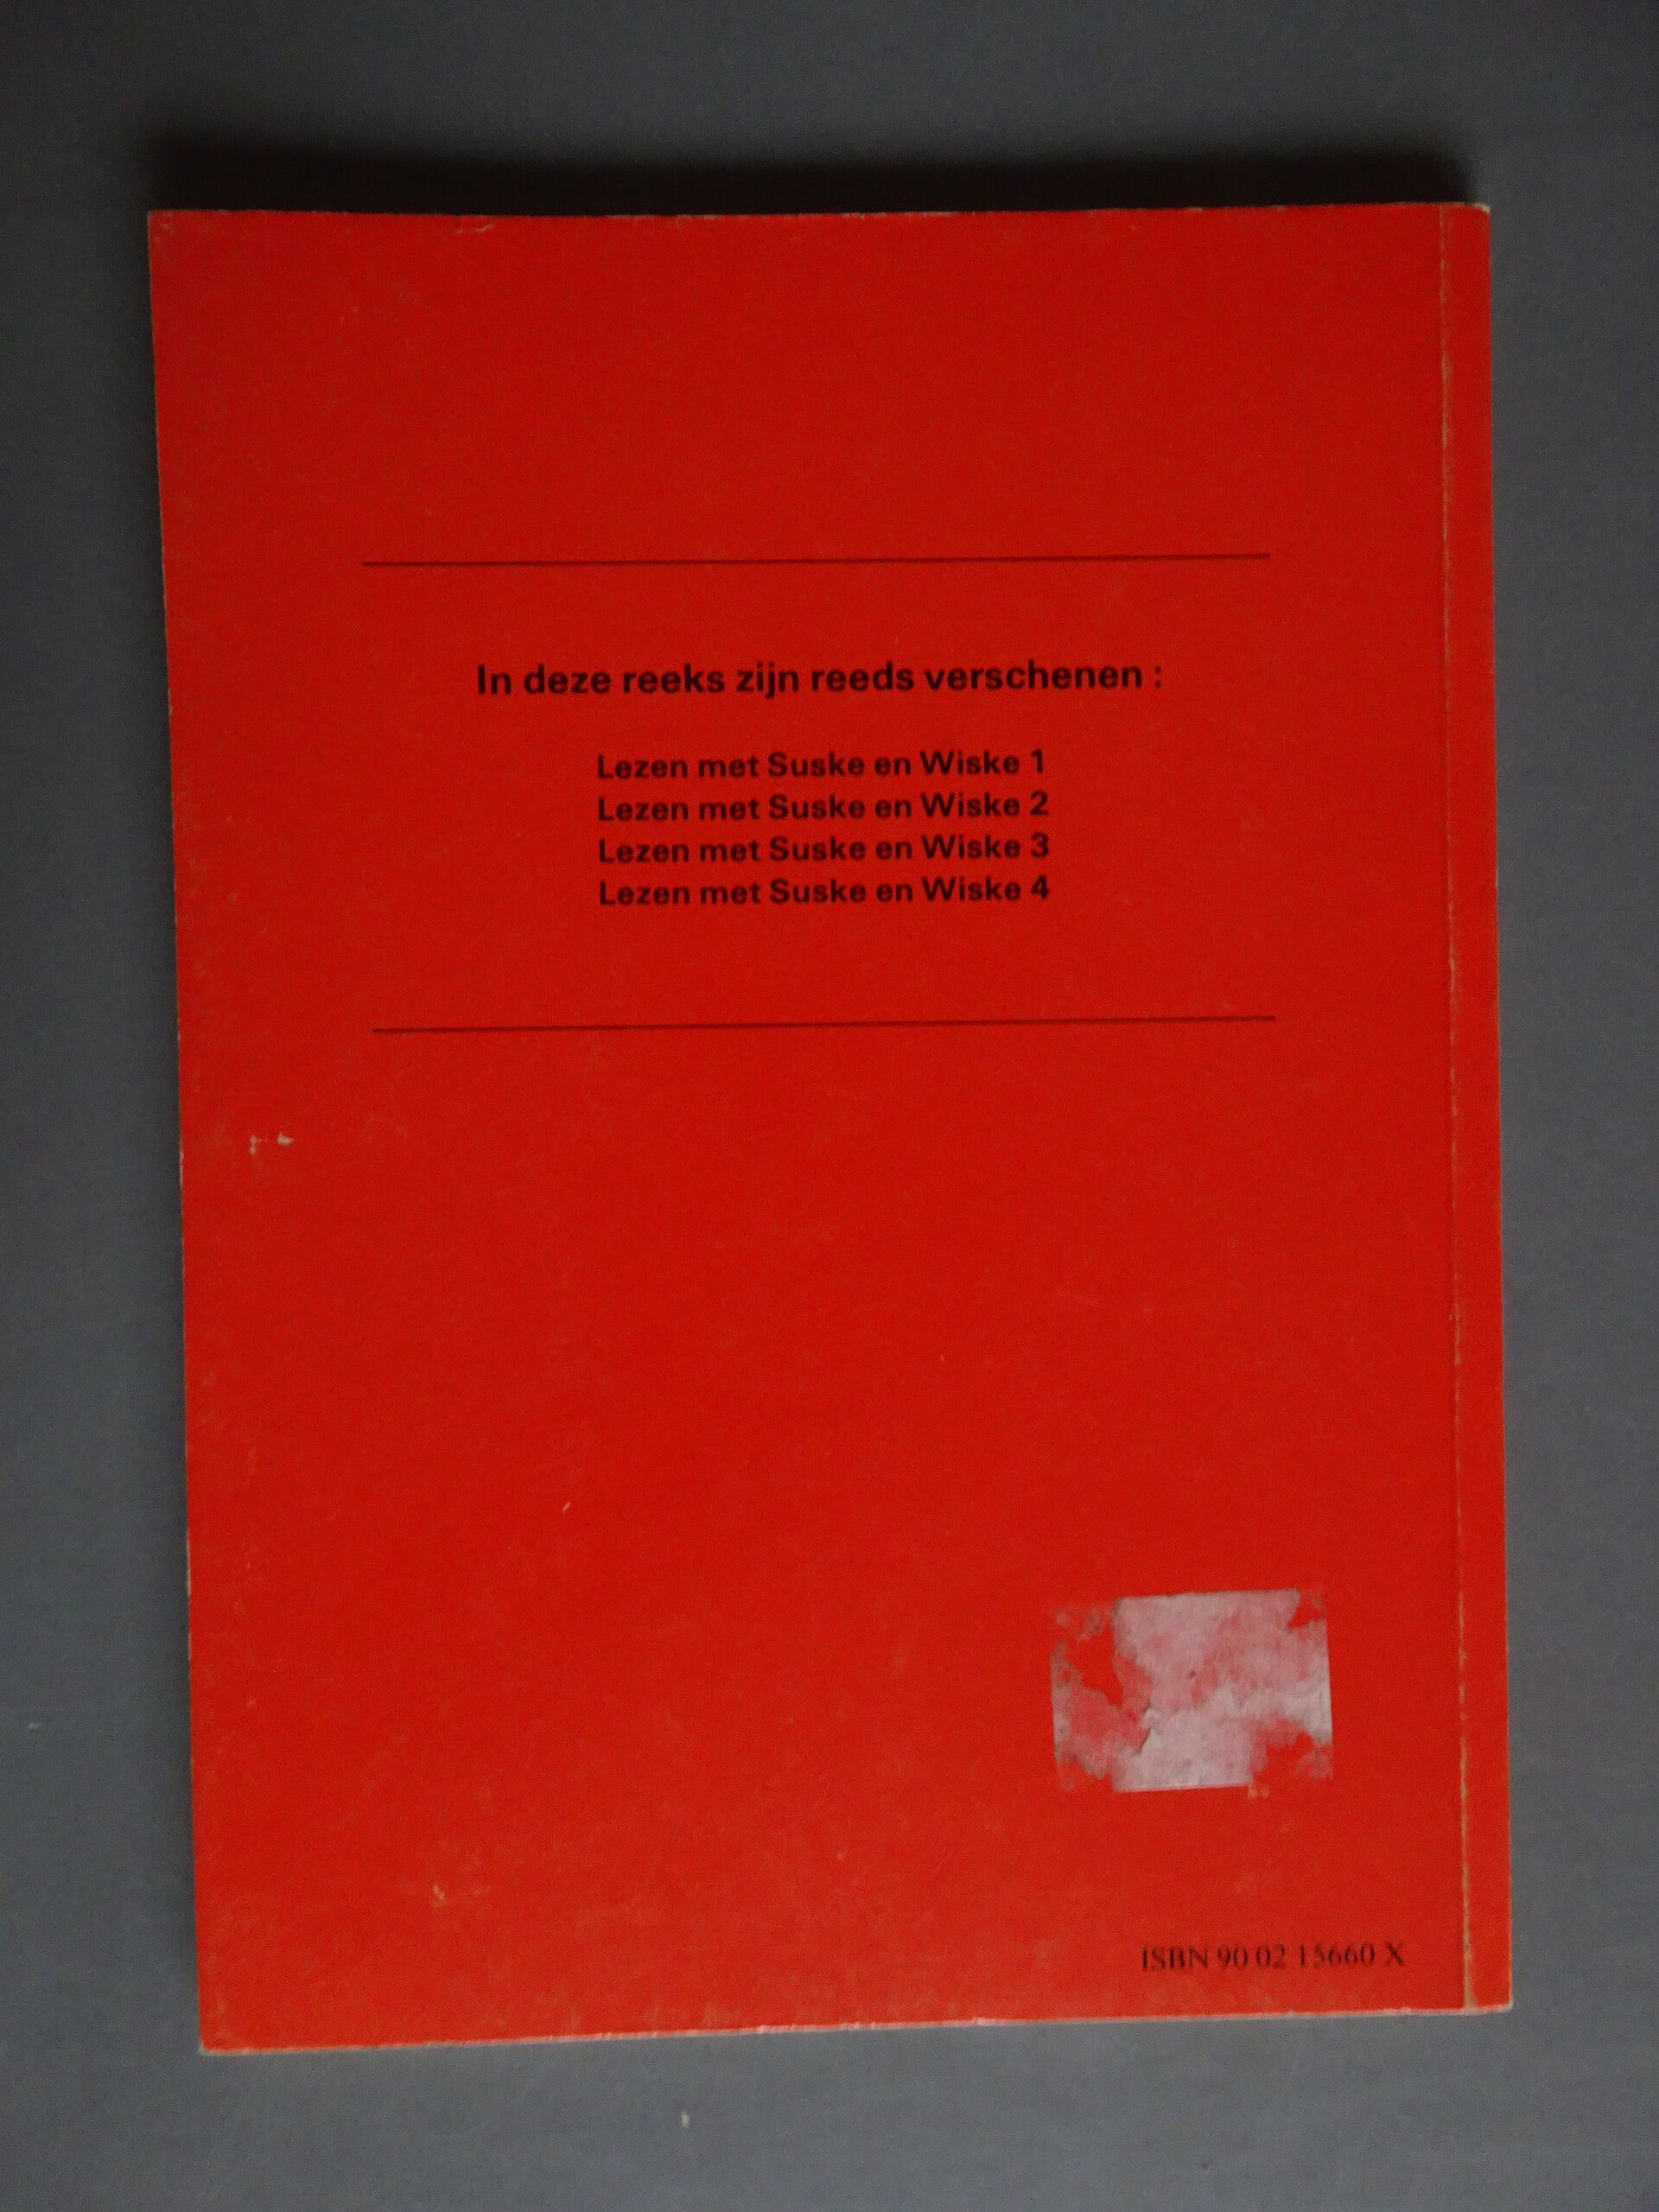 In deze reeks zijn reeds verschenen :
Lezen met Suske en Wiske 1
Lezen met Suske en Wiske 2
Lezen met Suske en Wiske 3
Lezen met Suske en Wiske 4
ISBN 90 02 15660 X